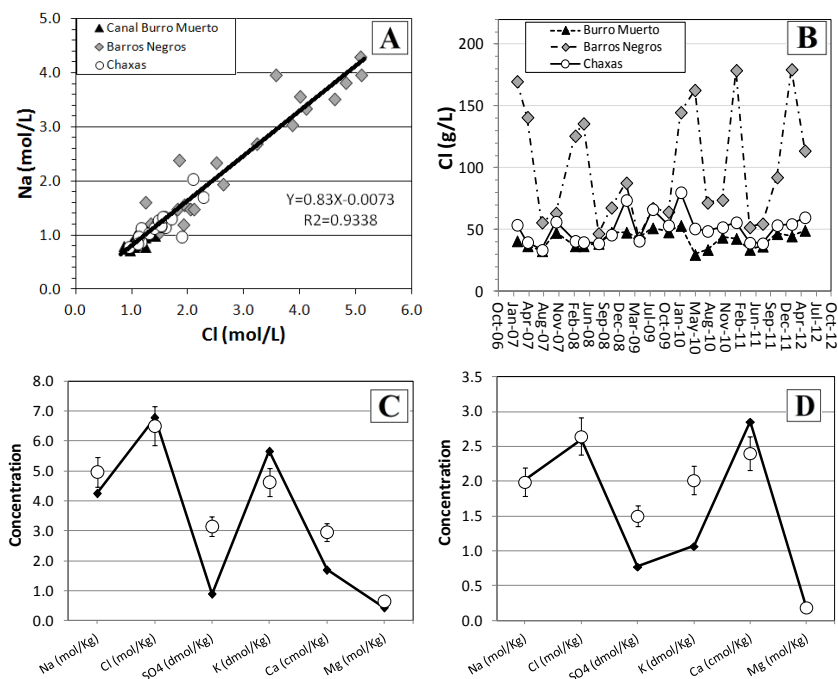 A
Canal Burro Muerto
Barros Negros
Chaxas
Na (mol/L)
5.0
4.0
3.0
2.0
1.0
0.0
Y=0.83X-0.0073
R2=0.9338
0.0 1.0 2.0 3.0 4.0 5.0 6.0
Cl (mol/L)
B
Burro Muerto
Barros Negros
Chaxas
Cl (g/L)
200
150
100
50
0
Oct-06
Jan-07
Apr-07
Aug-07
Nov-07
Feb-08
Jun-08
Sep-08
Dec-08
Mar-09
Jul-09
Oct-09
Jan-10
May-10
Aug-10
Nov-10
Feb-11
Jun-11
Sep-11
Dec-11
Apr-12
Jul-12
Oct-12
C
Concentration
8.0
7.0
6.0
5.0
4.0
3.0
2.0
1.0
0.0
Na (mol/Kg)
Cl (mol/Kg)
SO4 (dmol/Kg)
K (dmol/Kg)
Ca (cmol/Kg)
Mg (mol/Kg)
D
Concentration
3.5
3.0
2.5
2.0
1.5
1.0
0.5
0.0
Na (mol/Kg)
Cl (mol/Kg)
SO4 (dmol/Kg)
K (dmol/Kg)
Ca (cmol/Kg)
Mg (mol/Kg)